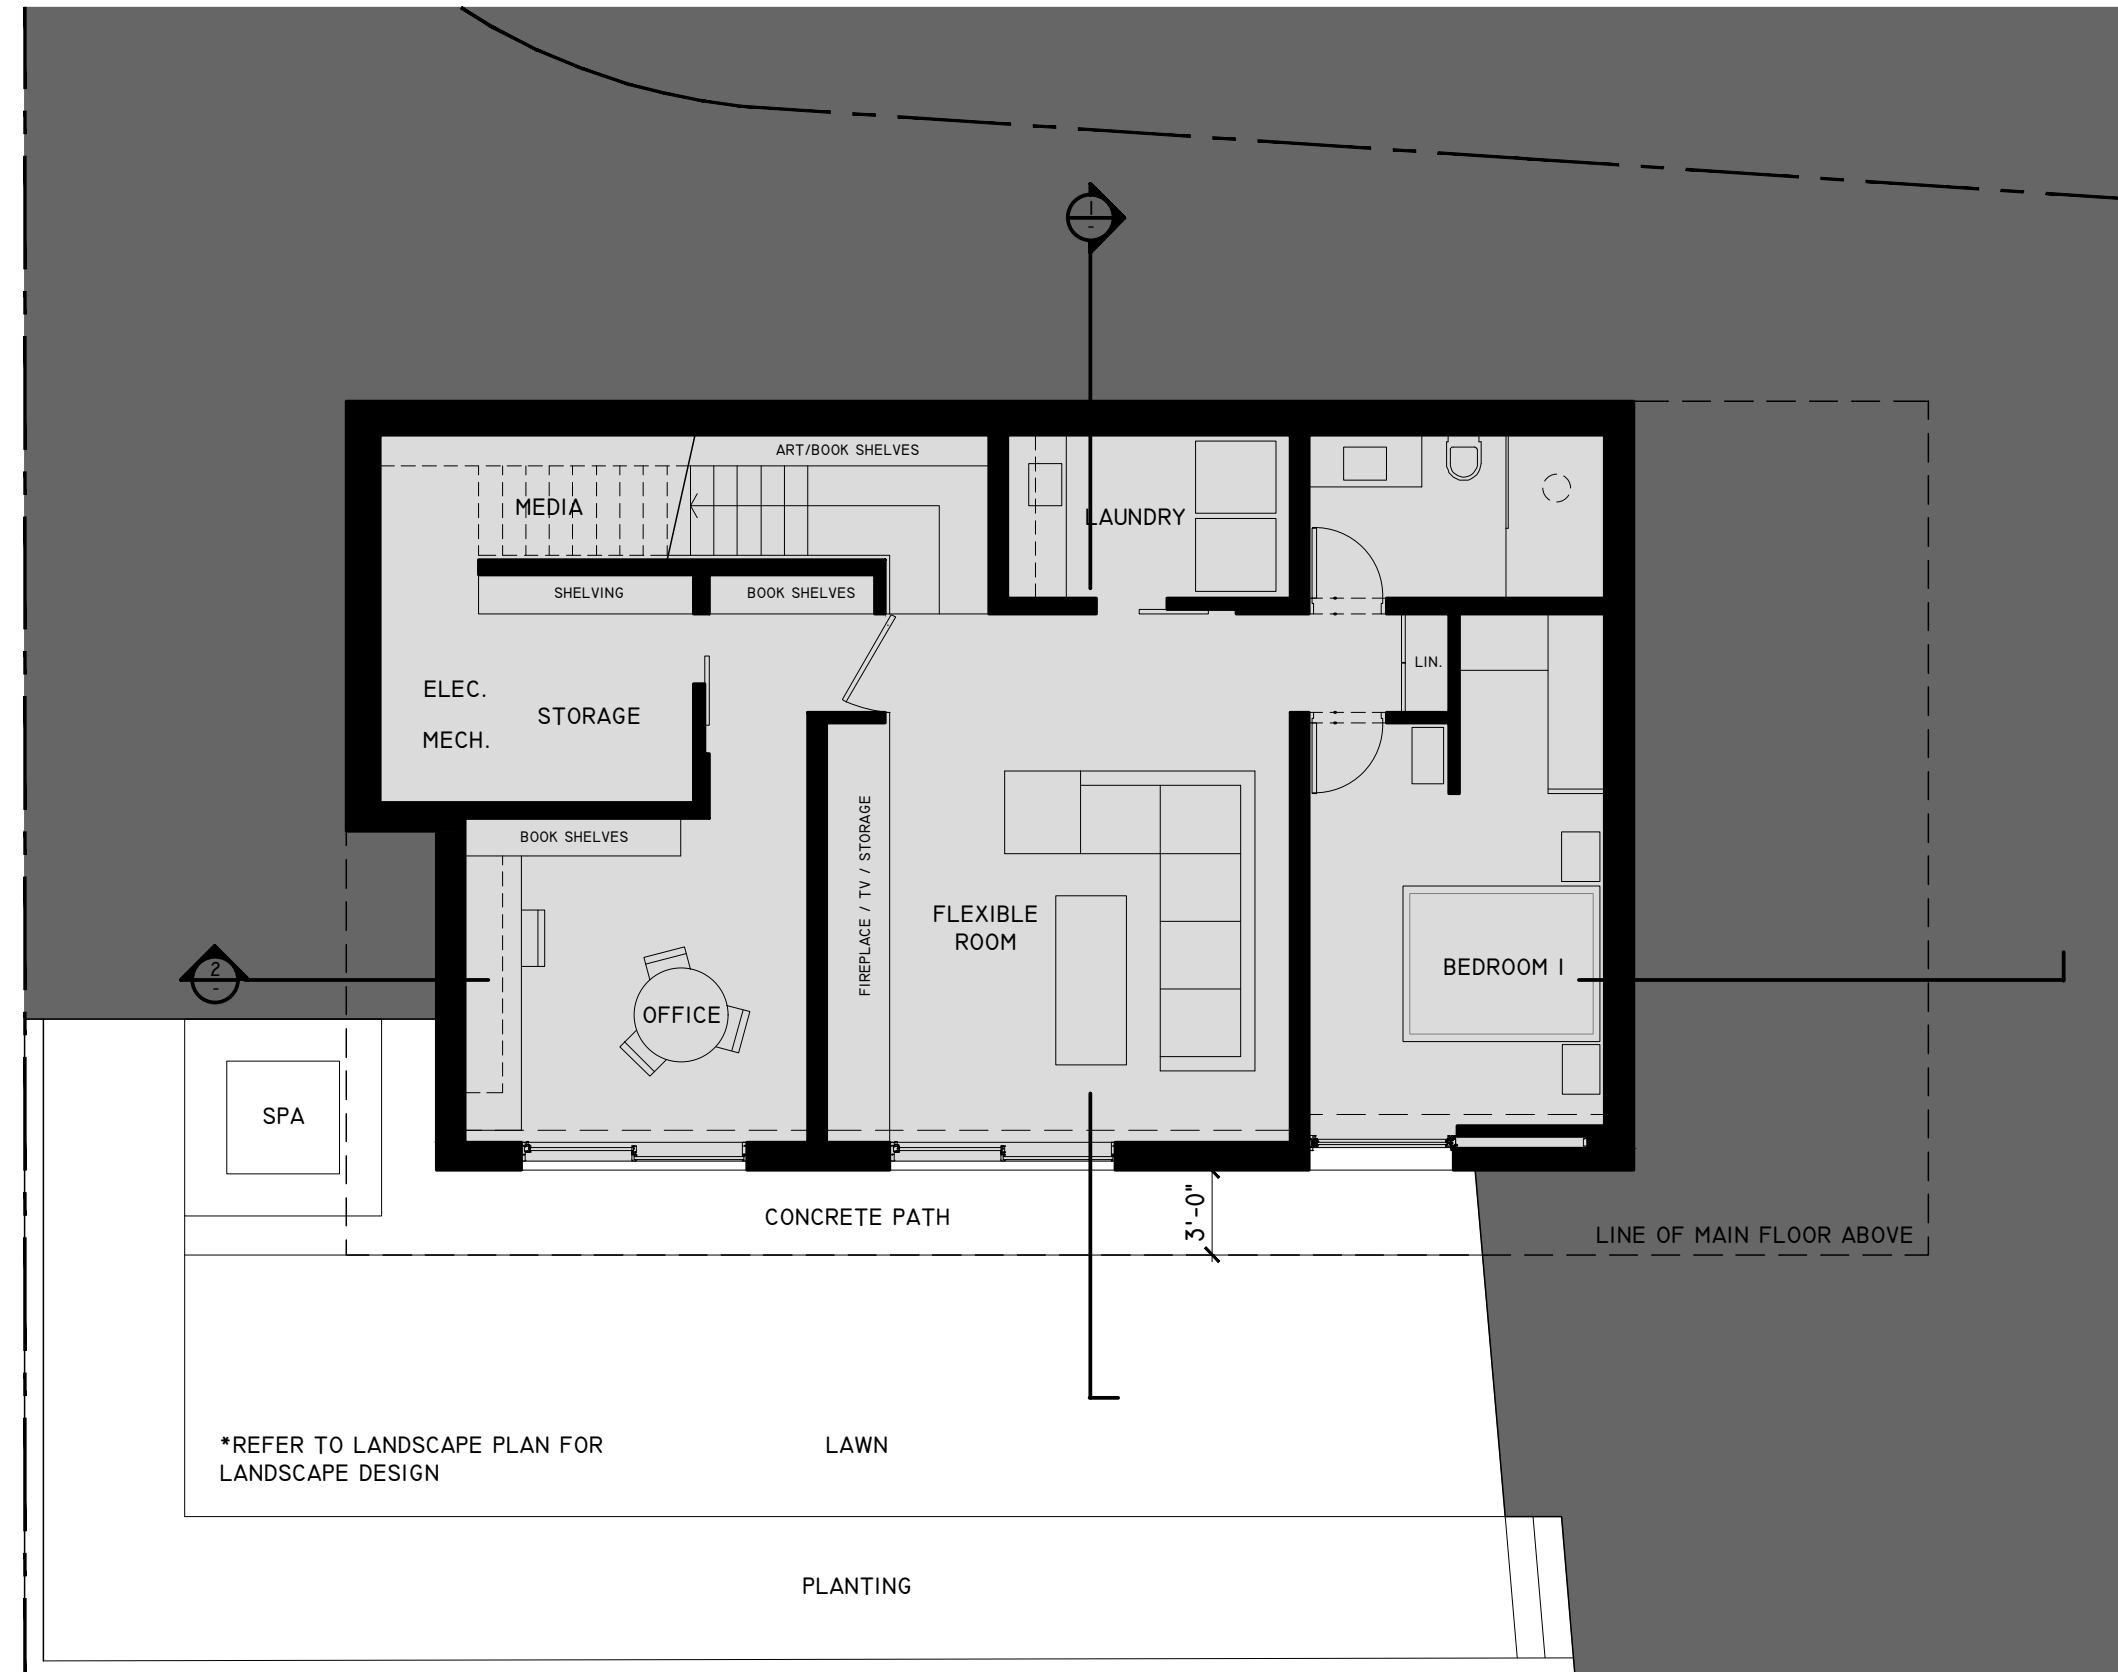 1
-
ART/BOOK SHELVES
MEDIA
LAUNDRY
SHELVING
BOOK SHELVES
LIN.
ELEC.
STORAGE
MECH.
BOOK SHELVES
FIREPLACE / TV / STORAGE
FLEXIBLE
ROOM
BEDROOM 1
2
-
OFFICE
SPA
CONCRETE PATH
3'-0"
LINE OF MAIN FLOOR ABOVE
*REFER TO LANDSCAPE PLAN FOR
LANDSCAPE DESIGN
LAWN
PLANTING